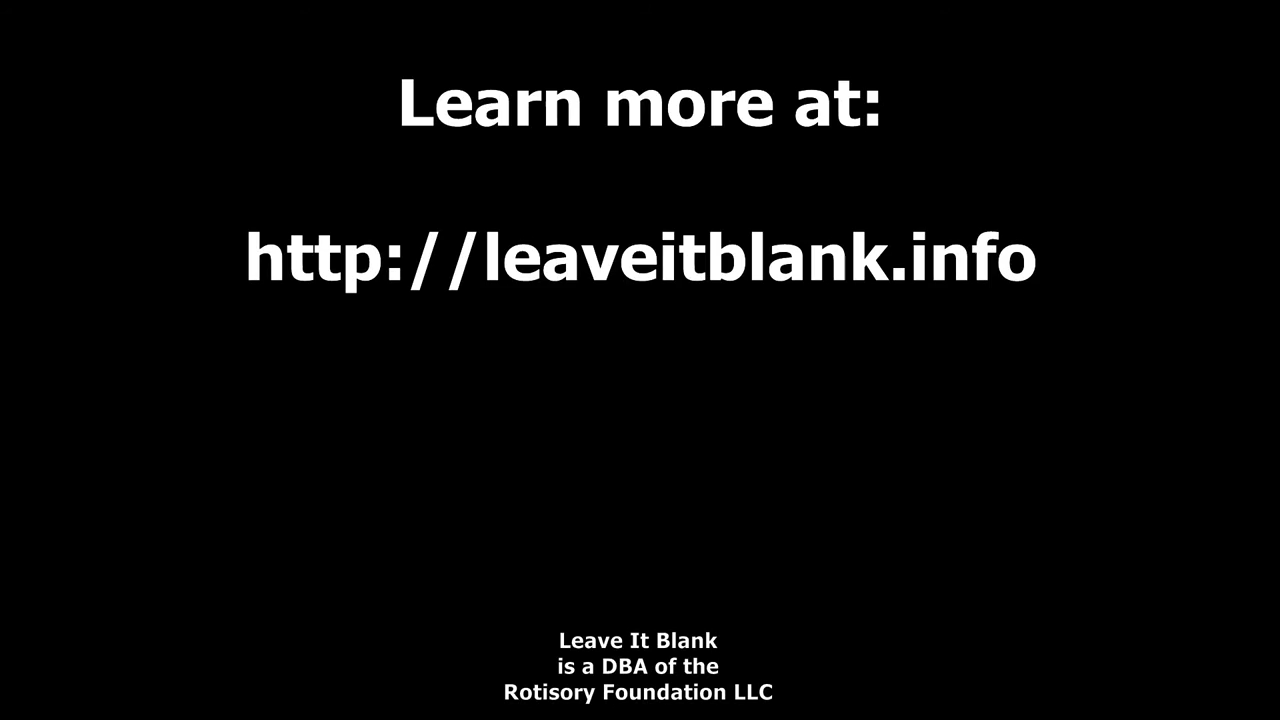 Learn more at:
http://leaveitblank.info
Leave It Blank
is a DBA of the
Rotisory Foundation LLC